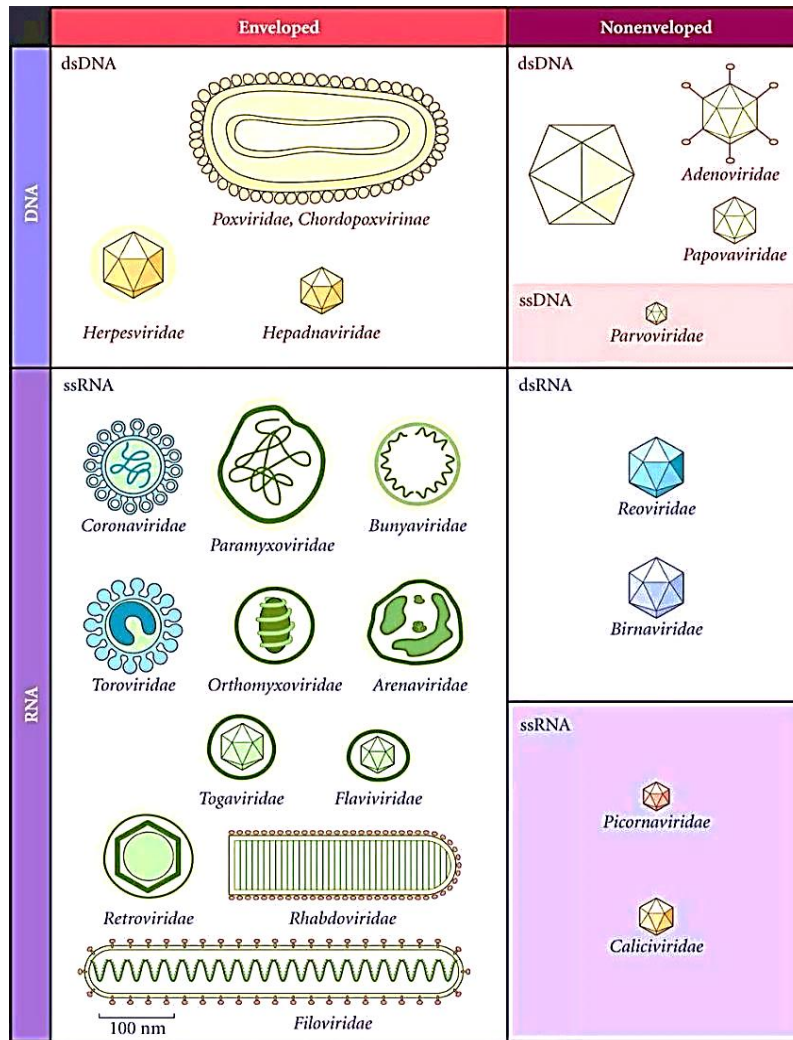 Enveloped
Nonenveloped
DNA
dsDNA
Poxviridae, Chordopoxvirinae
Herpesviridae
Hepadnaviridae
dsDNA
Adenoviridae
Papovaviridae
ssDNA
Parvoviridae
RNA
ssRNA
Coronaviridae
Paramyxoviridae
Bunyaviridae
Toroviridae
Orthomyxoviridae
Arenaviridae
Togaviridae
Flaviviridae
Retroviridae
Rhabdoviridae
Filoviridae
100 nm
dsRNA
Reoviridae
Birnaviridae
ssRNA
Picornaviridae
Caliciviridae